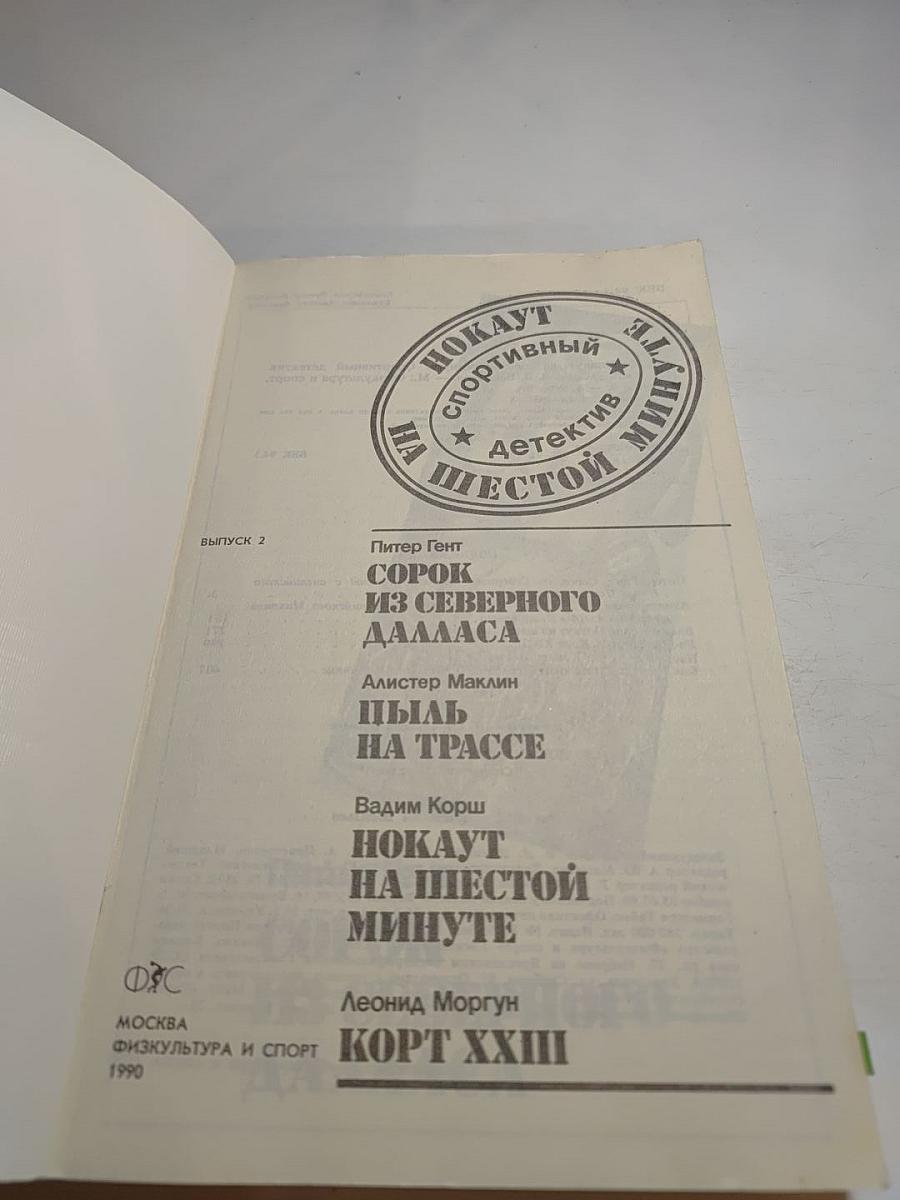 НОКАУТ
НА ШЕСТОЙ МИНУТЕ
спортивный
детектив
ВЫПУСК 2
Питер Гент
СОРОК
ИЗ СЕВЕРНОГО
ДАЛЛАСА
Алистер Маклин
ПЫЛЬ
НА ТРАССЕ
Вадим Корш
НОКАУТ
НА ШЕСТОЙ
МИНУТЕ
Леонид Моргун
КОРТ XXIII
ФиС
МОСКВА
ФИЗКУЛЬТУРА И СПОРТ
1990